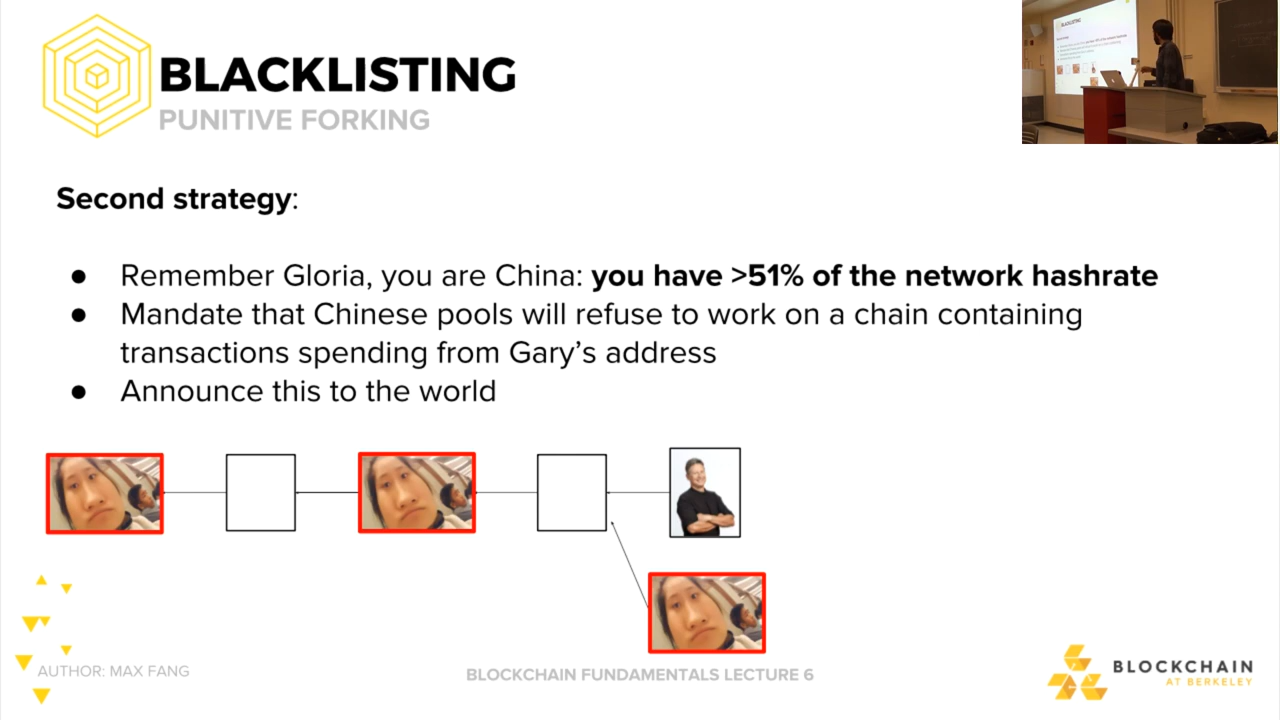 BLACKLISTING
PUNITIVE FORKING
Second strategy:
● Remember Gloria, you are China: you have >51% of the network hashrate
● Mandate that Chinese pools will refuse to work on a chain containing
transactions spending from Gary's address
● Announce this to the world
AUTHOR: MAX FANG
BLOCKCHAIN FUNDAMENTALS LECTURE 6
BLOCKCHAIN
AT BERKELEY
BLACKLISTING